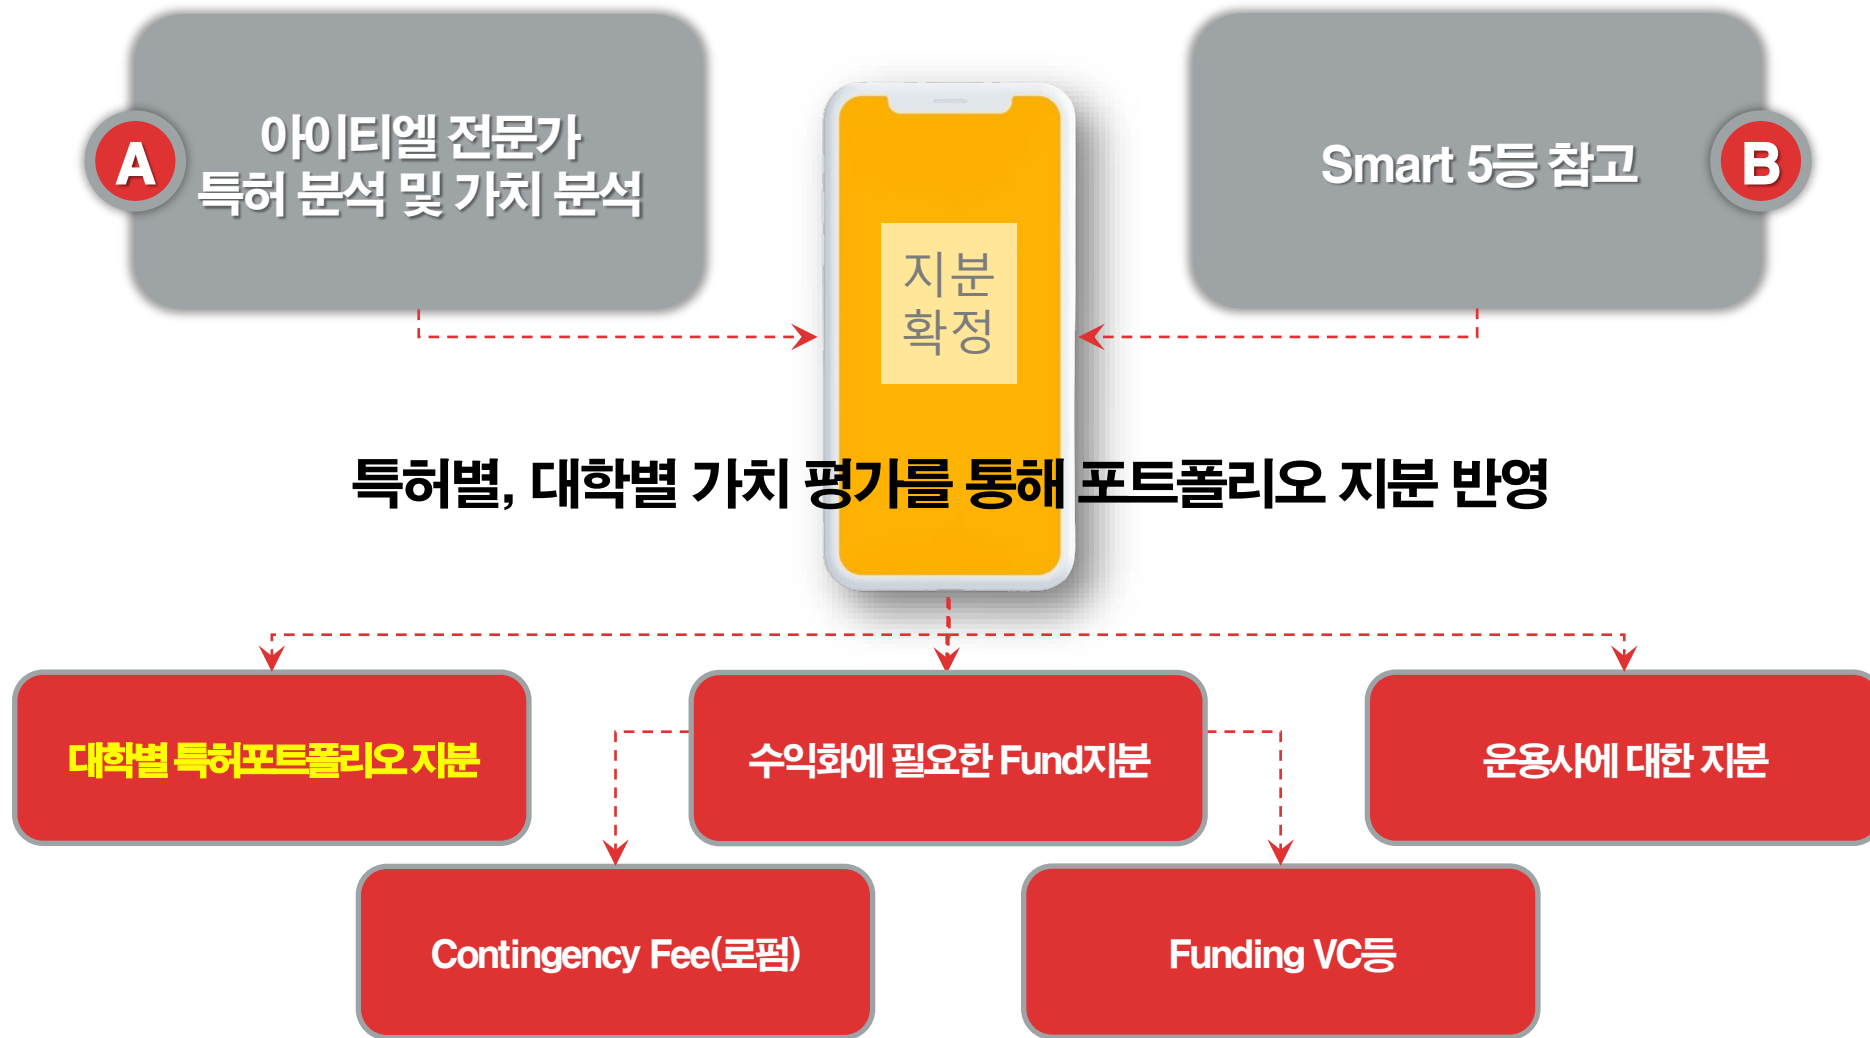 A
아이티엘 전문가
특허 분석 및 가치 분석
Smart 5등 참고
B
지분
확정
특허별, 대학별 가치 평가를 통해 포트폴리오 지분 반영
대학별 특허포트폴리오 지분
수익화에 필요한 Fund지분
운용사에 대한 지분
Contingency Fee(로펌)
Funding VC등